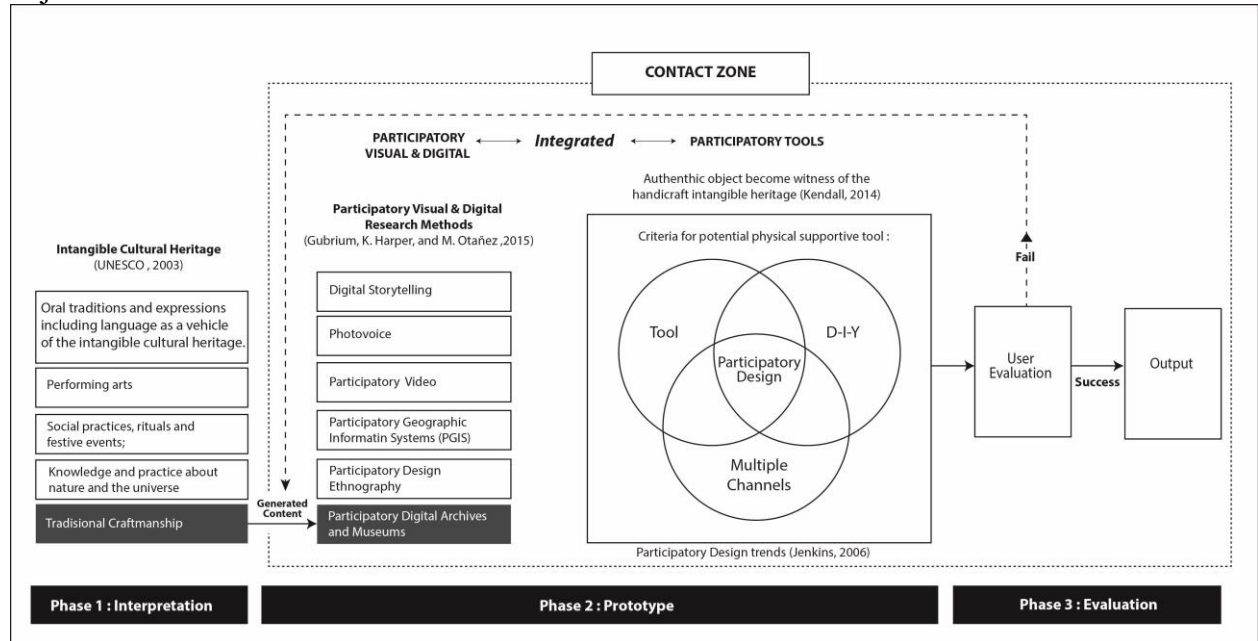 CONTACT ZONE
PARTICIPATORY
VISUAL & DIGITAL
Integrated
PARTICIPATORY TOOLS
Authenthic object become witness of the
handicraft intangible heritage (Kendall, 2014)
Participatory Visual & Digital
Research Methods
(Gubrium, K. Harper, and M. Otañez ,2015)
Intangible Cultural Heritage
(UNESCO , 2003)
Oral traditions and expressions
including language as a vehicle
of the intangible cultural heritage.
Performing arts
Social practices, rituals and
festive events;
Knowledge and practice about
nature and the universe
Tradisional Craftmanship
Generated
Content
Digital Storytelling
Photovoice
Participatory Video
Participatory Geographic
Informatin Systems (PGIS)
Participatory Design
Ethnography
Participatory Digital Archives
and Museums
Criteria for potential physical supportive tool :
Tool
D-I-Y
Participatory
Design
Multiple
Channels
Participatory Design trends (Jenkins, 2006)
Fail
User
Evaluation
Success
Output
Phase 1 : Interpretation
Phase 2 : Prototype
Phase 3 : Evaluation